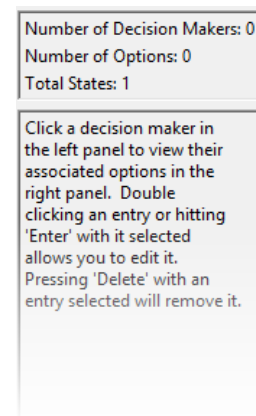 Number of Decision Makers: 0
Number of Options: 0
Total States: 1
Click a decision maker in
the left panel to view their
associated options in the
right panel.  Double
clicking an entry or hitting
'Enter' with it selected
allows you to edit it.
Pressing 'Delete' with an
entry selected will remove it.